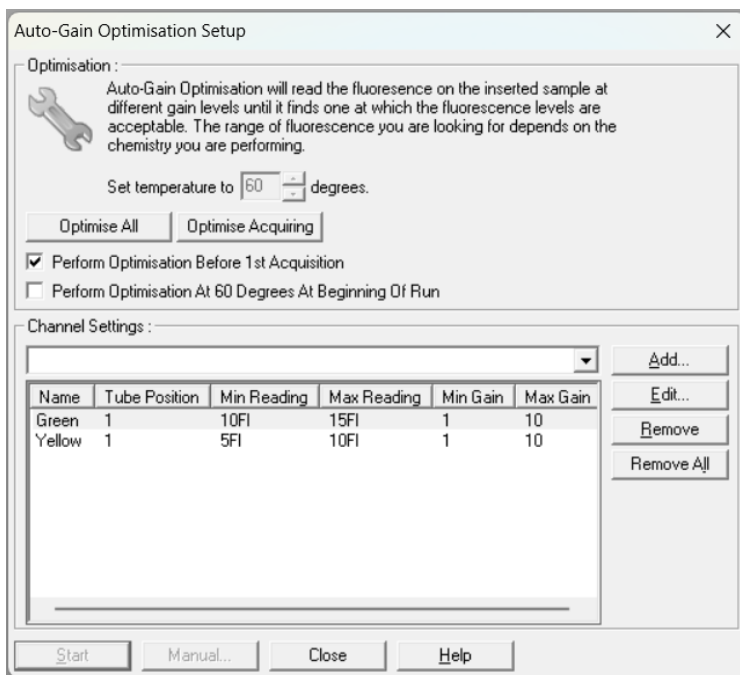 Auto-Gain Optimisation Setup
Optimisation :
Auto-Gain Optimisation will read the fluoresence on the inserted sample at
different gain levels until it finds one at which the fluorescence levels are
acceptable. The range of fluorescence you are looking for depends on the
chemistry you are performing.
Set temperature to 60 degrees.
Optimise All Optimise Acquiring
Perform Optimisation Before 1st Acquisition
Perform Optimisation At 60 Degrees At Beginning Of Run
Channel Settings :
Add...
Name Tube Position Min Reading Max Reading Min Gain Max Gain Edit...
Green 1 10Fl 15Fl 1 10
Remove
Yellow 1 5Fl 10Fl 1 10
Remove All
Start Manual... Close Help